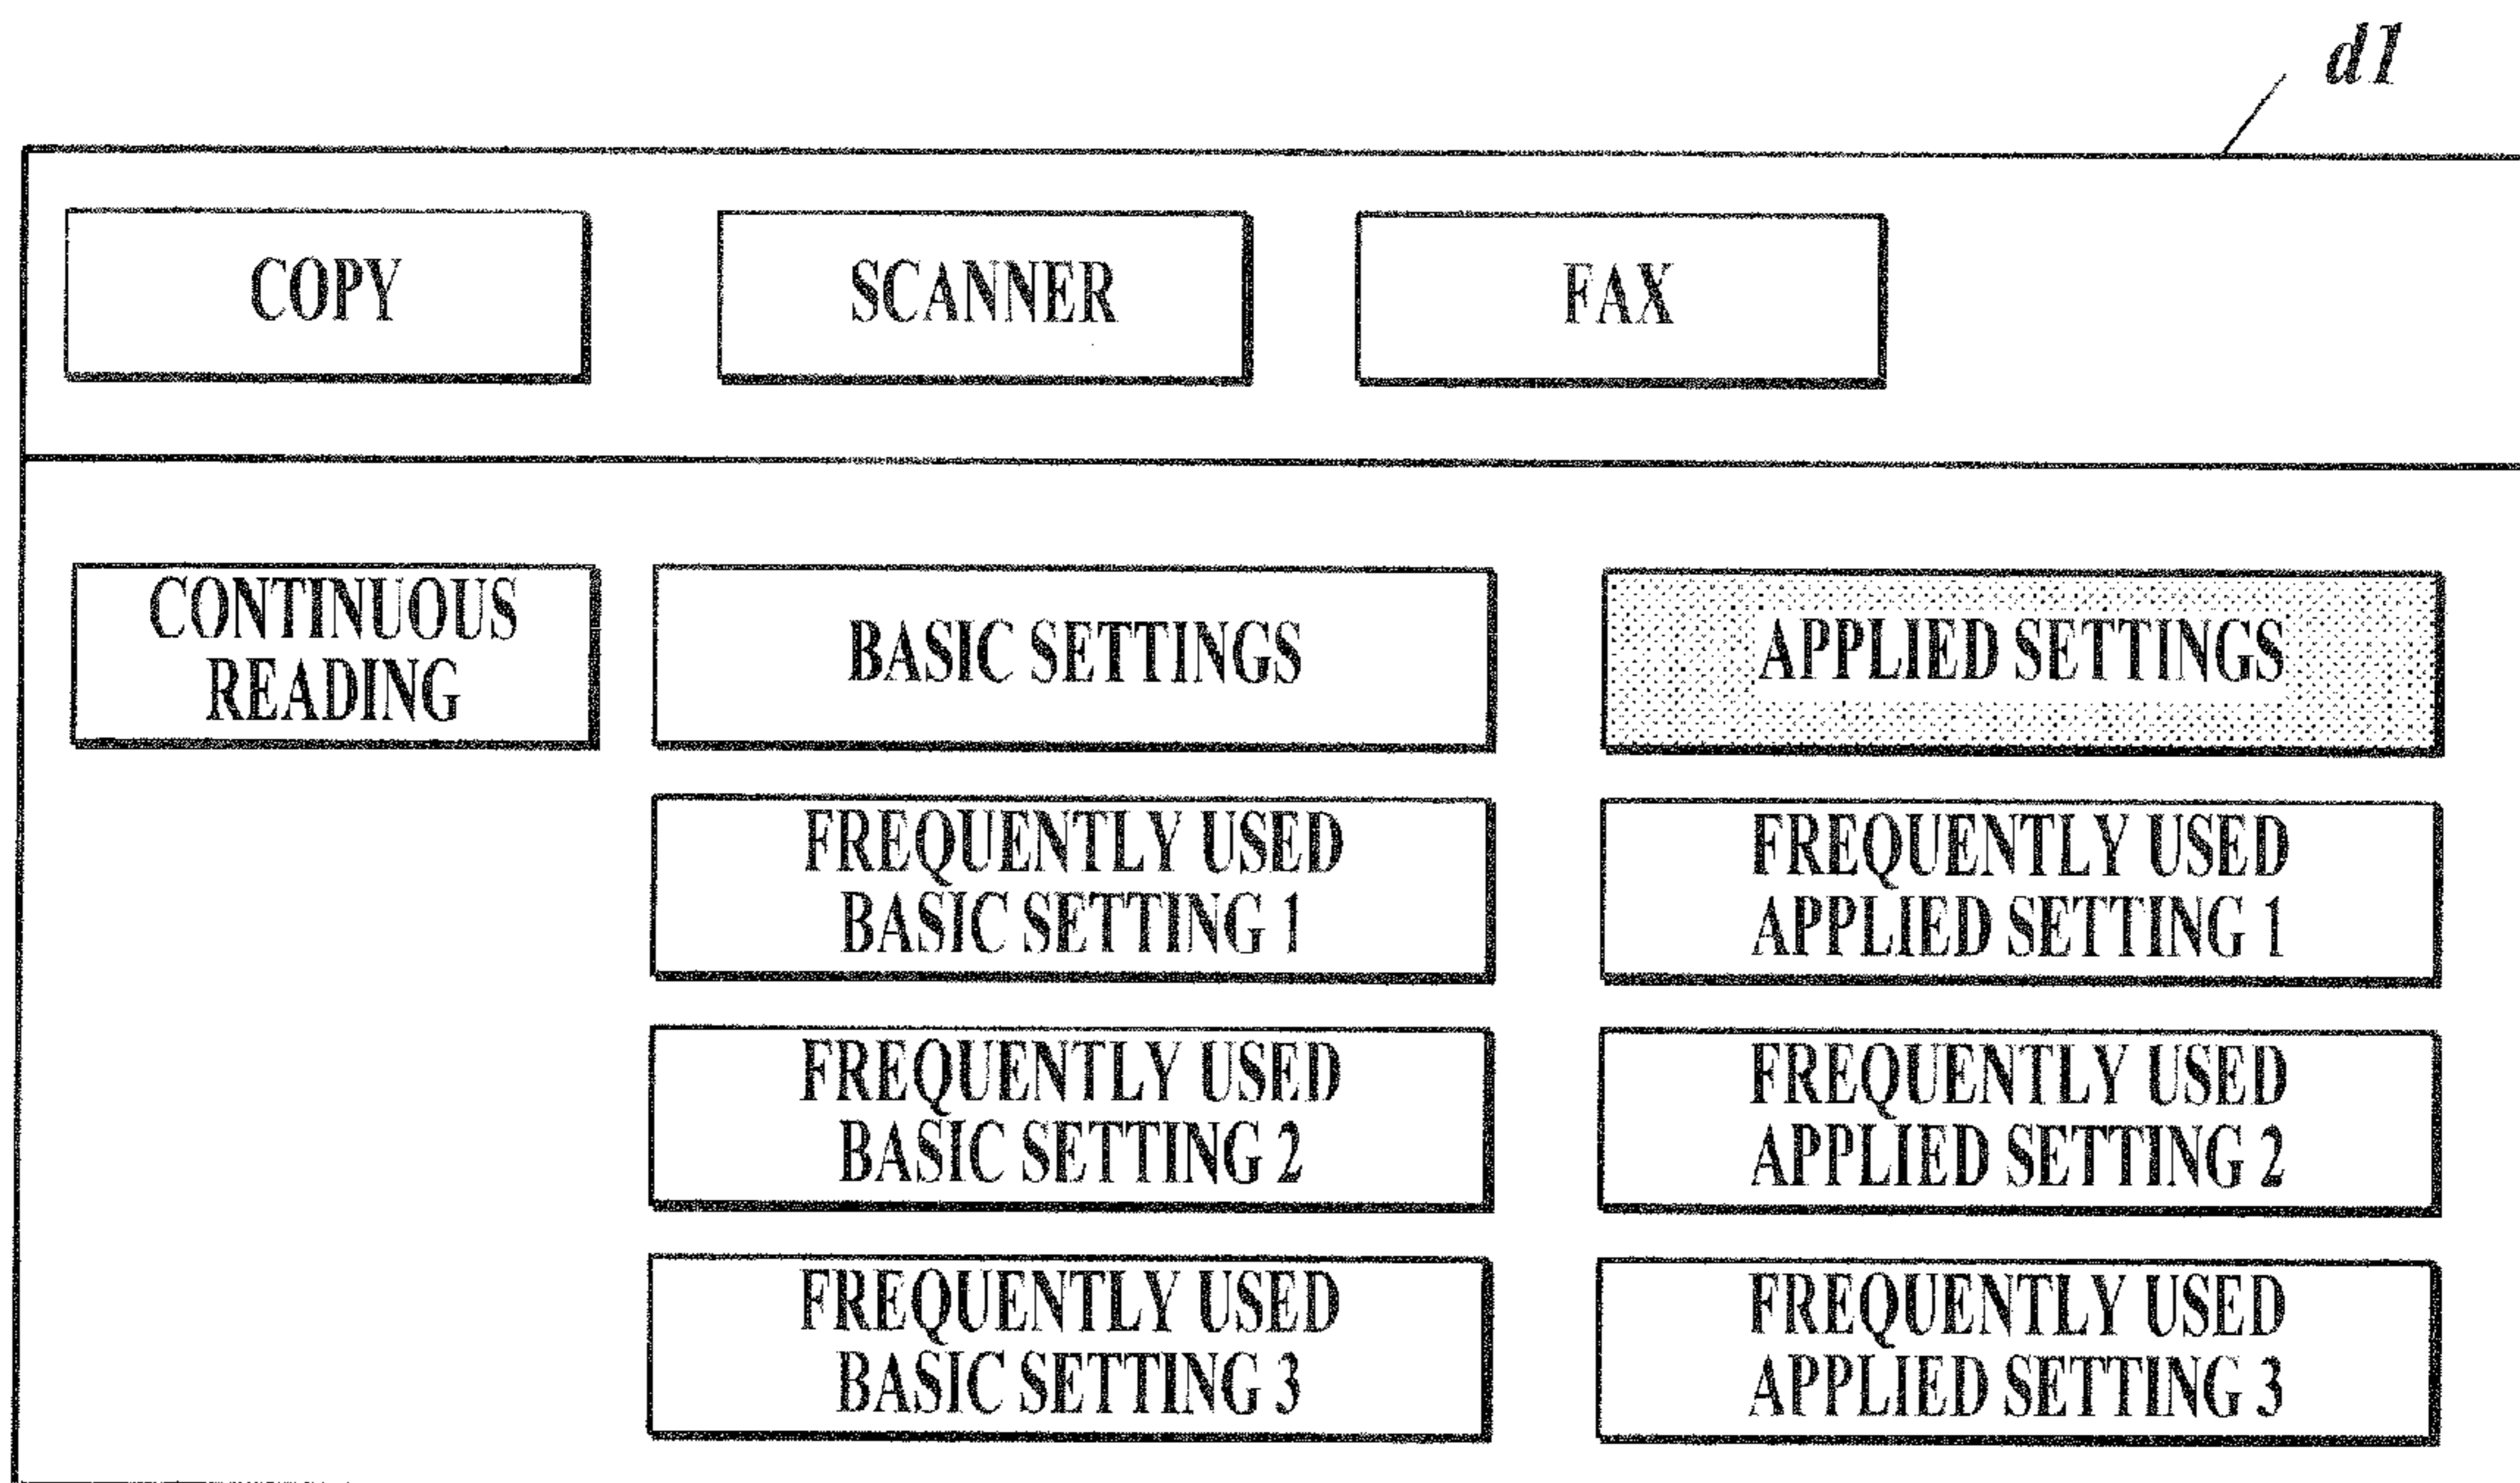 d1
COPY
SCANNER
FAX
CONTINUOUS
READING
BASIC SETTINGS
APPLIED SETTINGS
FREQUENTLY USED
BASIC SETTING 1
FREQUENTLY USED
APPLIED SETTING 1
FREQUENTLY USED
BASIC SETTING 2
FREQUENTLY USED
APPLIED SETTING 2
FREQUENTLY USED
BASIC SETTING 3
FREQUENTLY USED
APPLIED SETTING 3